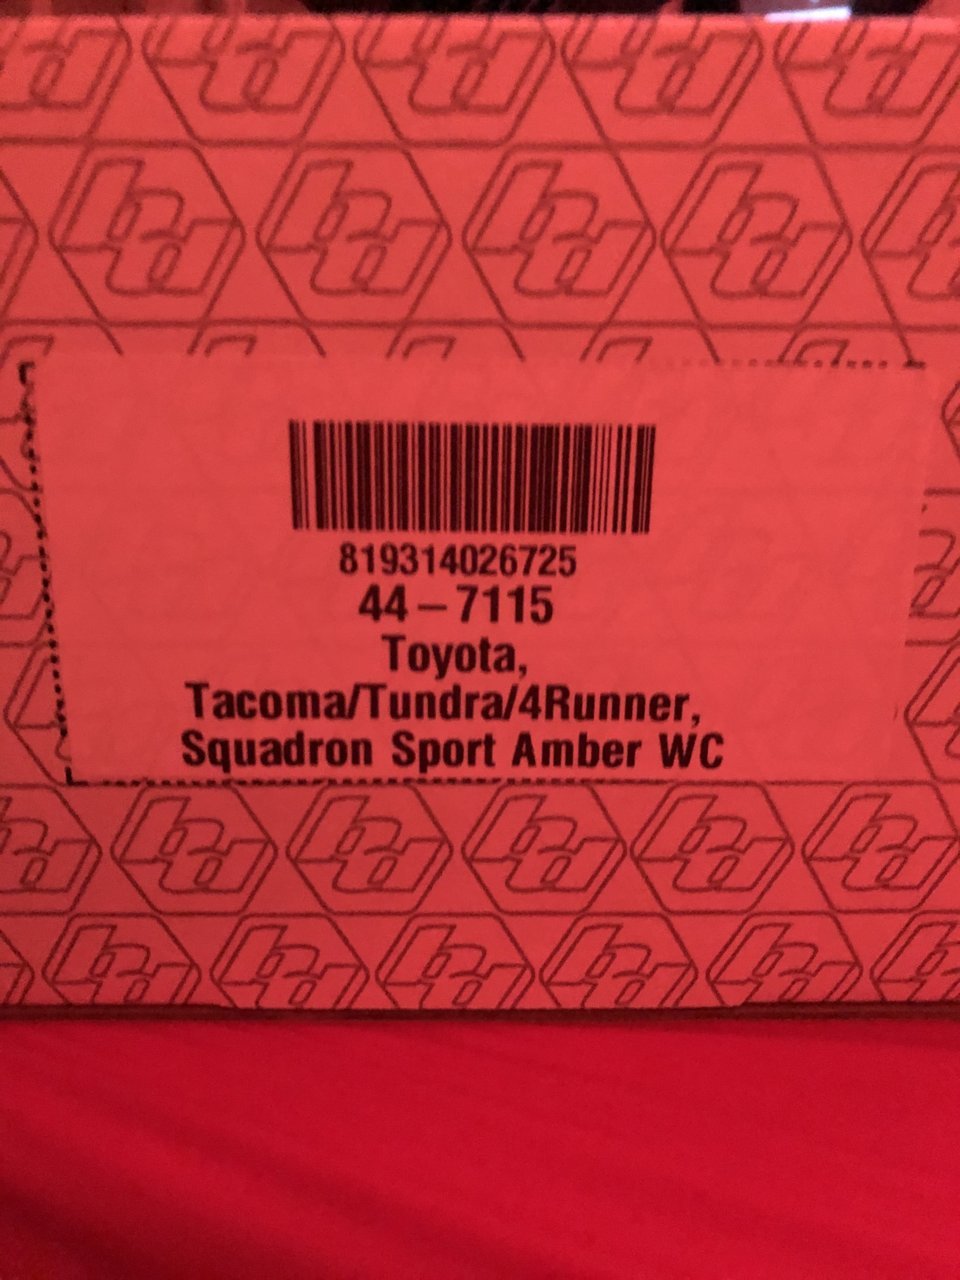 819314026725
44–7115
Toyota,
Tacoma/Tundra/4Runner,
Squadron Sport Amber WC